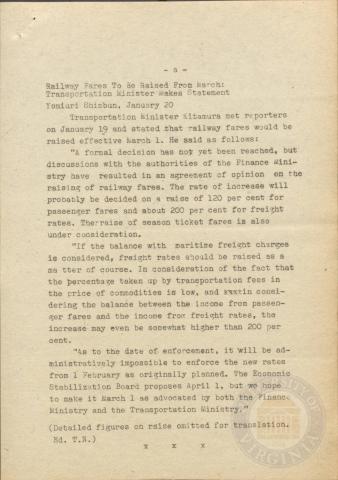 - 8 -
Railway Fares To Be Raised From March:
Transportation Minister Makes Statement
Yomiuri Shinbun, January 20
Transportation Minister Kitamura met reporters
on January 19 and stated that railway fares would be
raised effective March 1. He said as follows:
"A formal decision has not yet been reached, but
discussions with the authorities of the Finance Mini-
stry have resulted in an agreement of opinion on the
raising of railway fares. The rate of increase will
probably be decided on a raise of 120 per cent for
passenger fares and about 200 per cent for freight
rates. The raise of season ticket fares is also
under consideration.
"If the balance with maritime freight charges
is considered, freight rates should be raised as a
ma tter of course. In consideration of the fact that
the percentage taken up by transportation fees in
the price of commodities is low, and in consi-
dering the balance between the income from passen-
ger fares and the income from freight rates, the
increase may even be somewhat higher than 200 per
cent.
"As to the date of enforcement, it will be ad-
ministratively impossible to enforce the new rates
from 1 February as originally planned. The Economic
Stabilization Board proposes April 1, but we hope
to make it March 1 as advocated by both the Finance
Ministry and the Transportation Ministry."
(Detailed figures on raise omitted for translation.
Ed. T.N.)
x x x
VIRGINIA